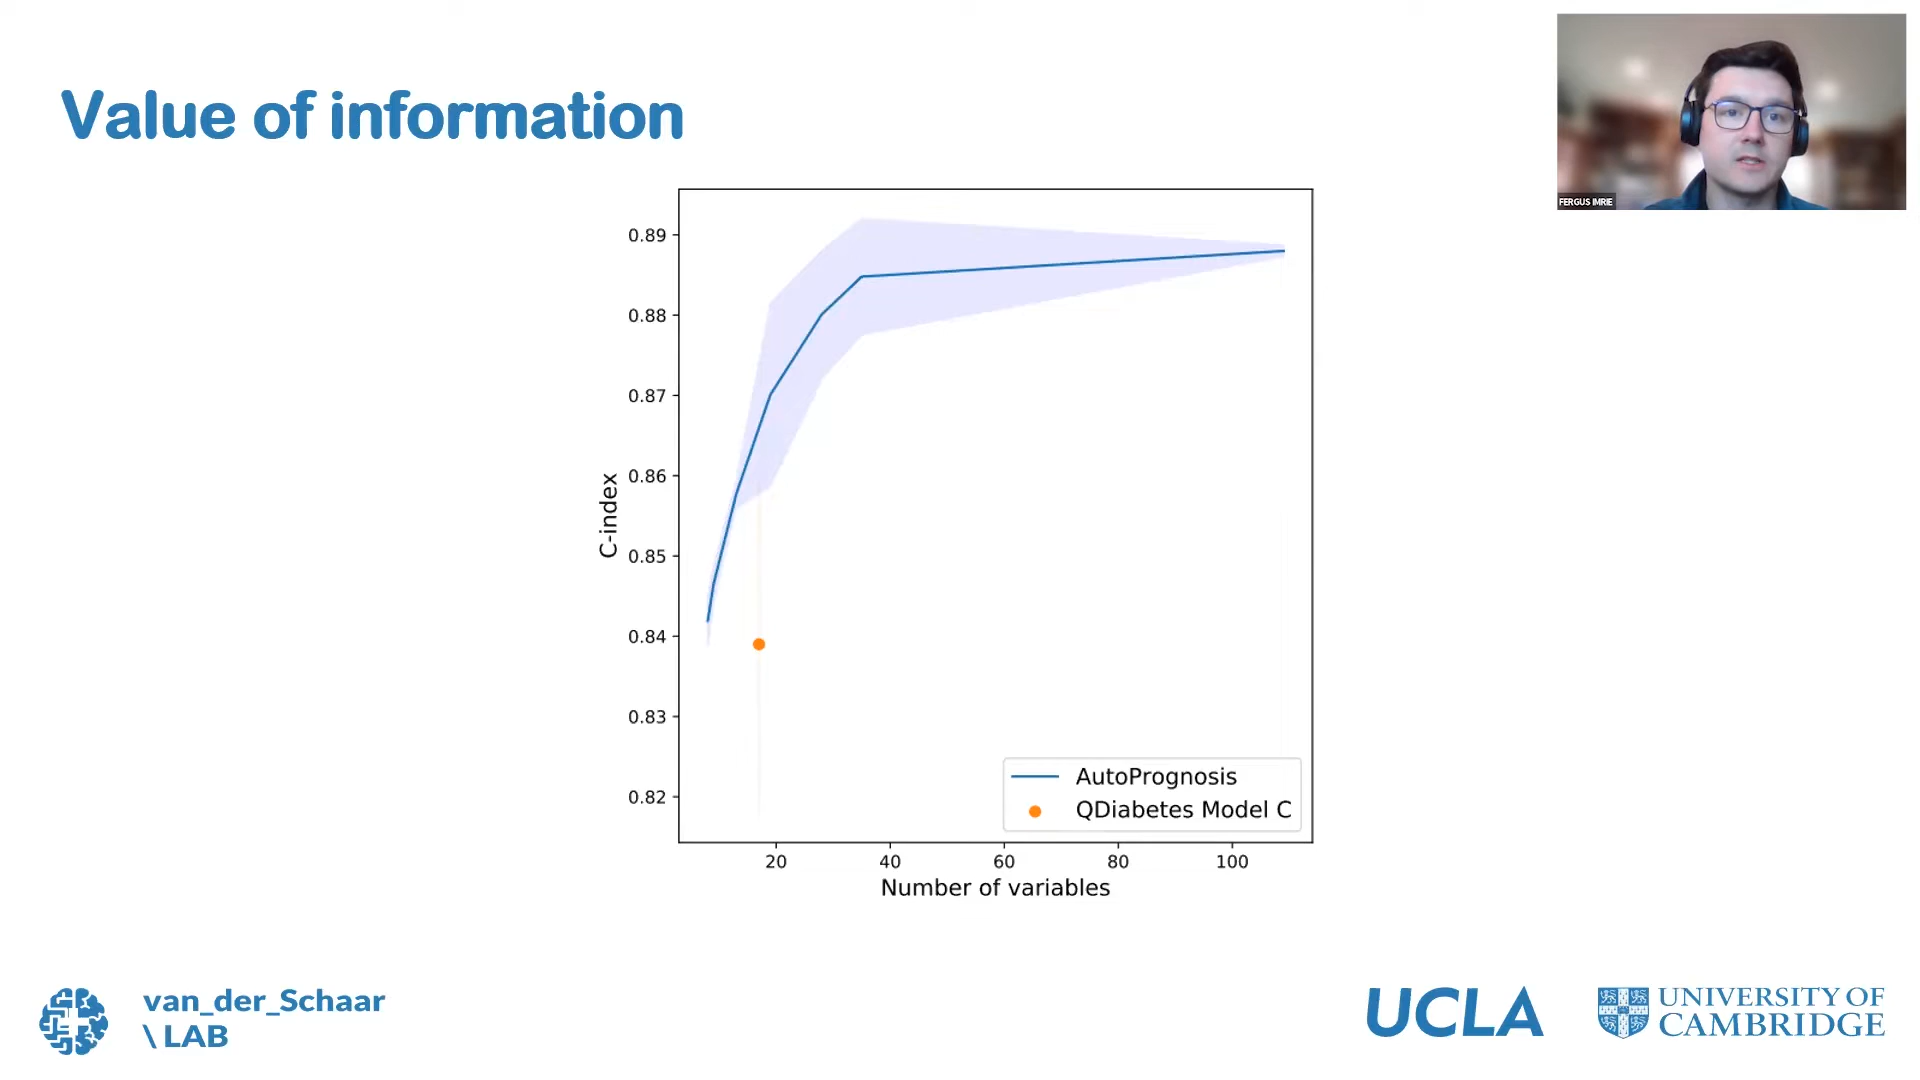 Value of information
FERGUS IMRIE
0.89
0.88
0.87
0.86
0.85
0.84
0.83
0.82
C-index
20 40 60 80 100
Number of variables
AutoPrognosis
QDiabetes Model C
van_der_Schaar
\ LAB
UCLA
UNIVERSITY OF
CAMBRIDGE